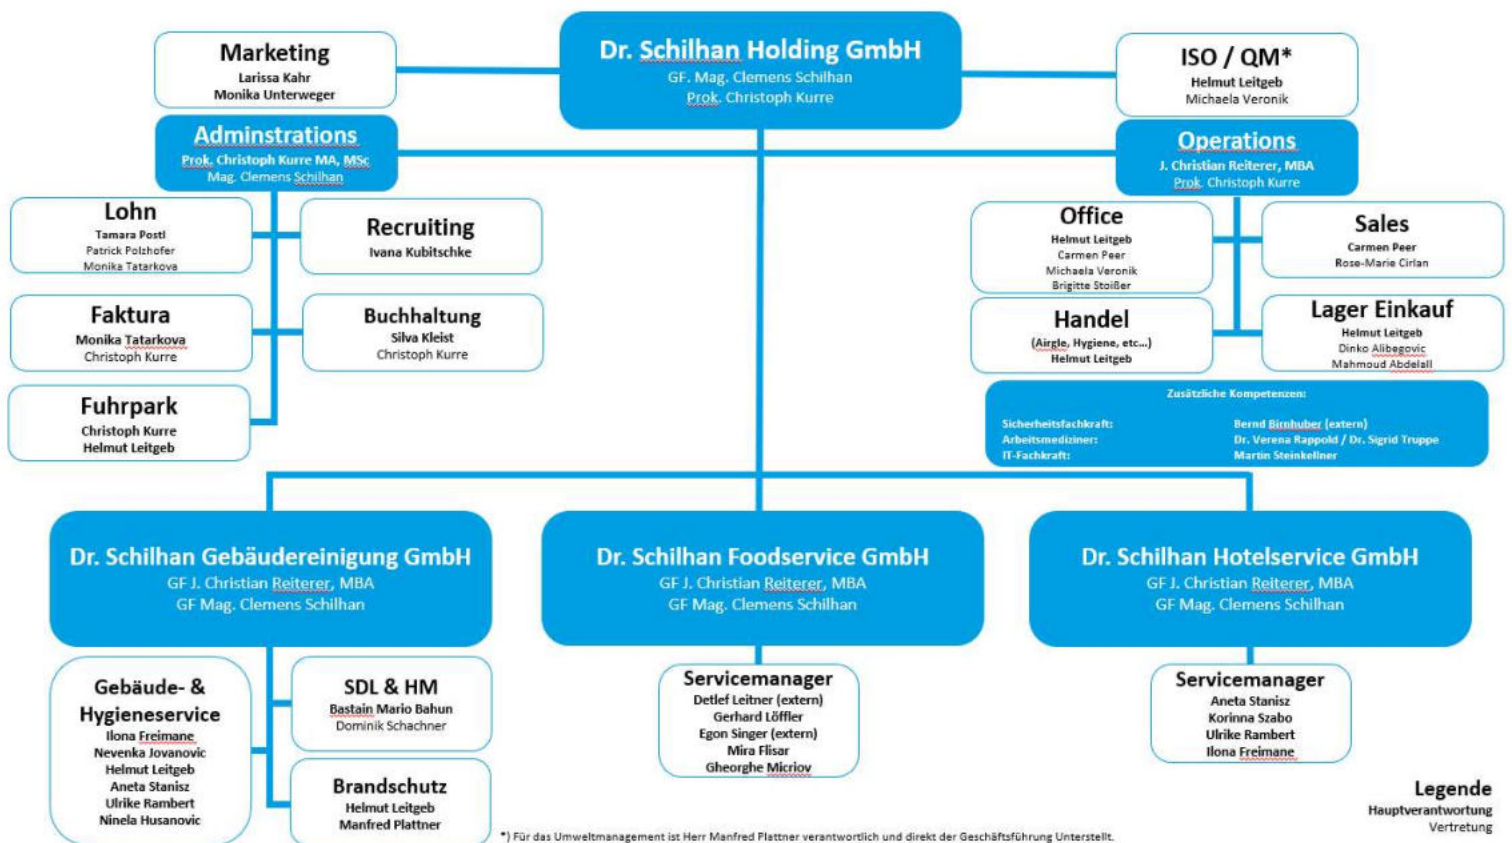 Dr. Schilhan Holding GmbH
GF. Mag. Clemens Schilhan
Prok. Christoph Kurre
Marketing
Larissa Kahr
Monika Unterweger
ISO / QM*
Helmut Leitgeb
Michaela Veronik
Adminstrations
Prok. Christoph Kurre MA, MSc
Mag. Clemens Schilhan
Operations
J. Christian Reiterer, MBA
Prok. Christoph Kurre
Lohn
Tamara Postl
Patrick Polzhofer
Monika Tatarkova
Recruiting
Ivana Kubitschke
Faktura
Monika Tatarkova
Christoph Kurre
Buchhaltung
Silva Kleist
Christoph Kurre
Fuhrpark
Christoph Kurre
Helmut Leitgeb
Office
Helmut Leitgeb
Carmen Peer
Michaela Veronik
Brigitte Stoißer
Sales
Carmen Peer
Rose-Marie Cirlan
Handel
(Airgle, Hygiene, etc...)
Helmut Leitgeb
Lager Einkauf
Helmut Leitgeb
Dinko Alibegovic
Mahmoud Abdelall
Zusätzliche Kompetenzen:
Sicherheitsfachkraft: Bernd Birnhuber (extern)
Arbeitsmediziner: Dr. Verena Rappold / Dr. Sigrid Truppe
IT-Fachkraft: Martin Steinkellner
Dr. Schilhan Gebäudereinigung GmbH
GF J. Christian Reiterer, MBA
GF Mag. Clemens Schilhan
Dr. Schilhan Foodservice GmbH
GF J. Christian Reiterer, MBA
GF Mag. Clemens Schilhan
Dr. Schilhan Hotelservice GmbH
GF J. Christian Reiterer, MBA
GF Mag. Clemens Schilhan
Gebäude- &
Hygieneservice
Ilona Freimane
Nevenka Jovanovic
Helmut Leitgeb
Aneta Stanisz
Ulrike Rambert
Ninela Husanovic
SDL & HM
Bastain Mario Bahun
Dominik Schachner
Brandschutz
Helmut Leitgeb
Manfred Plattner
Servicemanager
Detlef Leitner (extern)
Gerhard Löffler
Egon Singer (extern)
Mira Flisar
Gheorghe Micriov
Servicemanager
Aneta Stanisz
Korinna Szabo
Ulrike Rambert
Ilona Freimane
Legende
Hauptverantwortung
Vertretung
*) Für das Umweltmanagement ist Herr Manfred Plattner verantwortlich und direkt der Geschäftsführung Unterstellt.